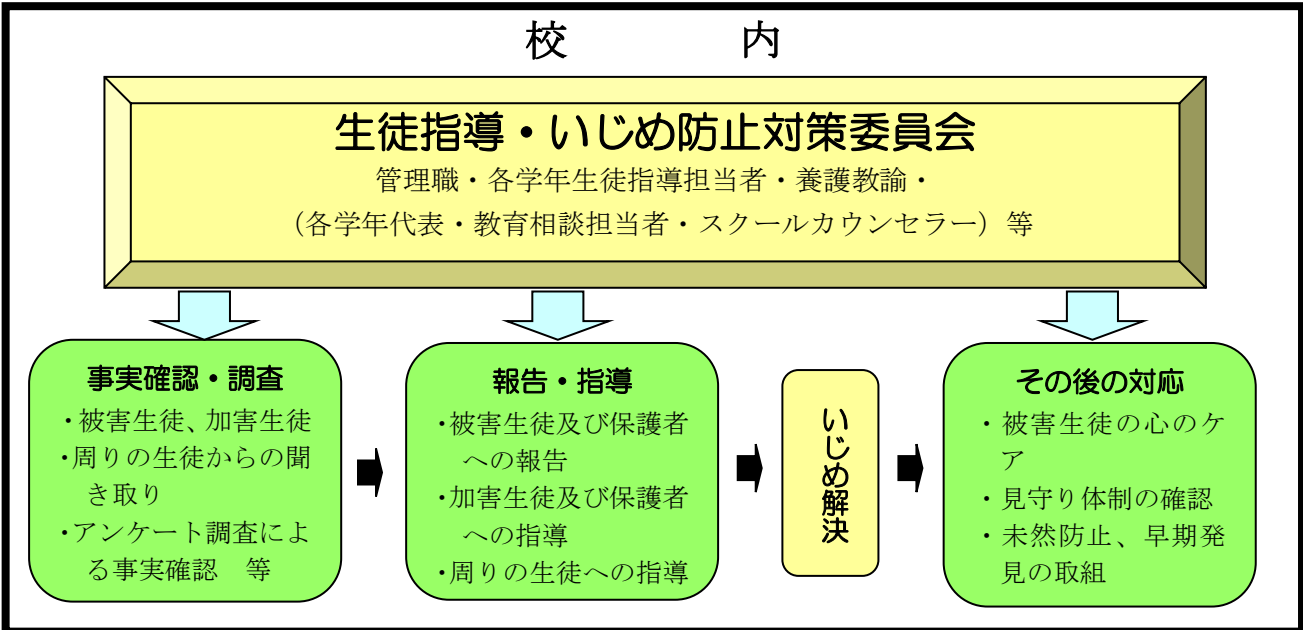 校　内
生徒指導・いじめ防止対策委員会
管理職・各学年生徒指導担当者・養護教諭・
（各学年代表・教育相談担当者・スクールカウンセラー）等
事実確認・調査
・被害生徒、加害生徒
・周りの生徒からの聞
き取り
・アンケート調査によ
る事実確認　等
報告・指導
・被害生徒及び保護者
への報告
・加害生徒及び保護者
への指導
・周りの生徒への指導
いじめ解決
その後の対応
・被害生徒の心のケ
ア
・見守り体制の確認
・未然防止、早期発
見の取組